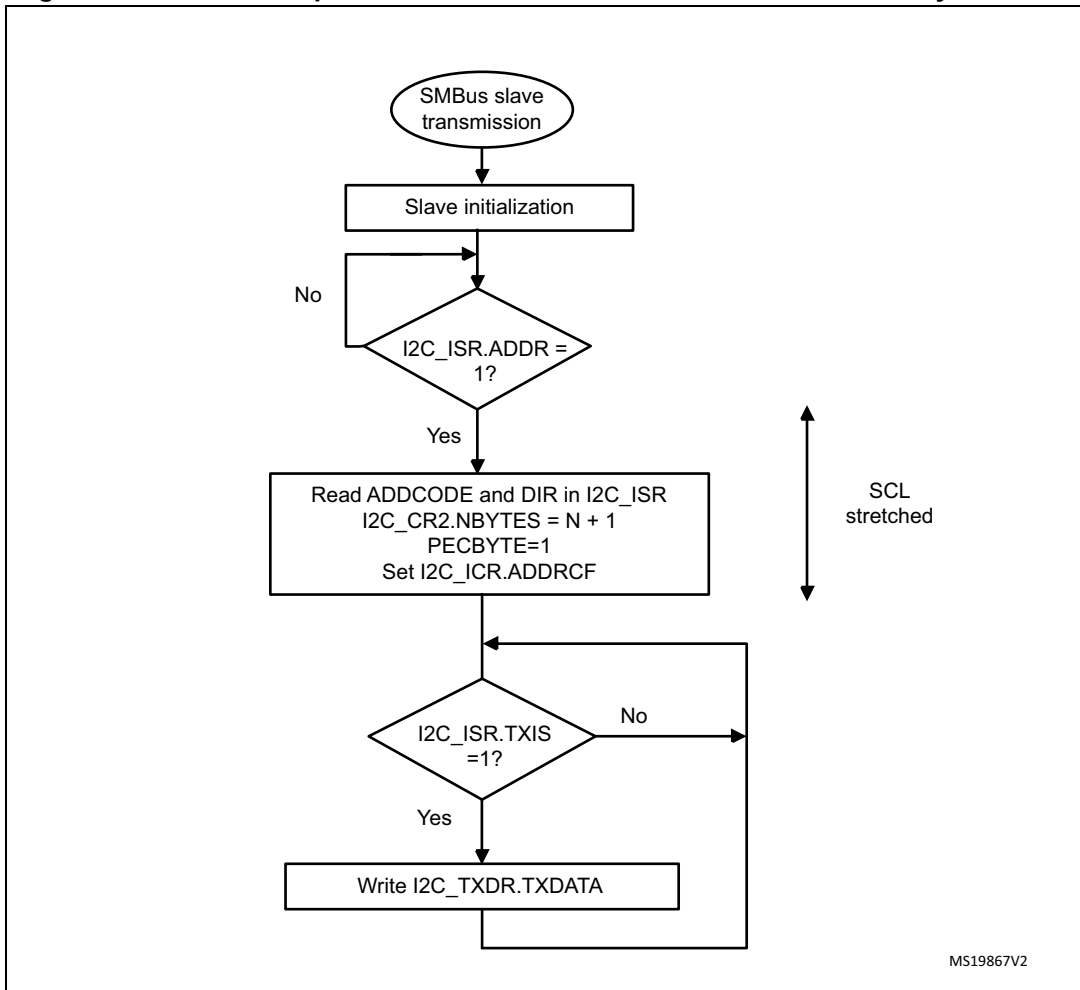 SMBus slave
transmission
Slave initialization
No
I2C_ISR.ADDR =
1?
Yes
Read ADDCODE and DIR in I2C_ISR
I2C_CR2.NBYTES = N + 1
PECBYTE=1
Set I2C_ICR.ADDRCF
SCL
stretched
I2C_ISR.TXIS
=1?
No
Yes
Write I2C_TXDR.TXDATA
MS19867V2